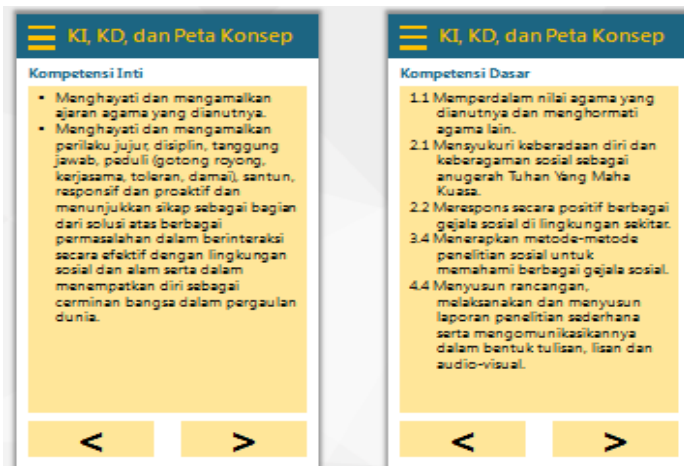 KI, KD, dan Peta Konsep
Kompetensi Inti
• Menghayati dan mengamalkan
ajaran agama yang dianutnya.
• Menghayati dan mengamalkan
perilaku jujur, disiplin, tanggung
jawab, peduli (gotong royong,
kerjasama, toleran, damai), santun,
responsif dan proaktif dan
menunjukkan sikap sebagai bagian
dari solusi atas berbagai
permasalahan dalam berinteraksi
secara efektif dengan lingkungan
sosial dan alam serta dalam
menempatkan diri sebagai
cerminan bangsa dalam pergaulan
dunia.
< >
KI, KD, dan Peta Konsep
Kompetensi Dasar
1.1 Memperdalam nilai agama yang
dianutnya dan menghormati
agama lain.
2.1 Mensyukuri keberadaan diri dan
keberagaman sosial sebagai
anugerah Tuhan Yang Maha
Kuasa.
2.2 Merespons secara positif berbagai
gejala sosial di lingkungan sekitar.
3.4 Menerapkan metode-metode
penelitian sosial untuk
memahami berbagai gejala sosial.
4.4 Menyusun rancangan,
melaksanakan dan menyusun
laporan penelitian sederhana
serta mengomunikasikannya
dalam bentuk tulisan, lisan dan
audio-visual.
< >